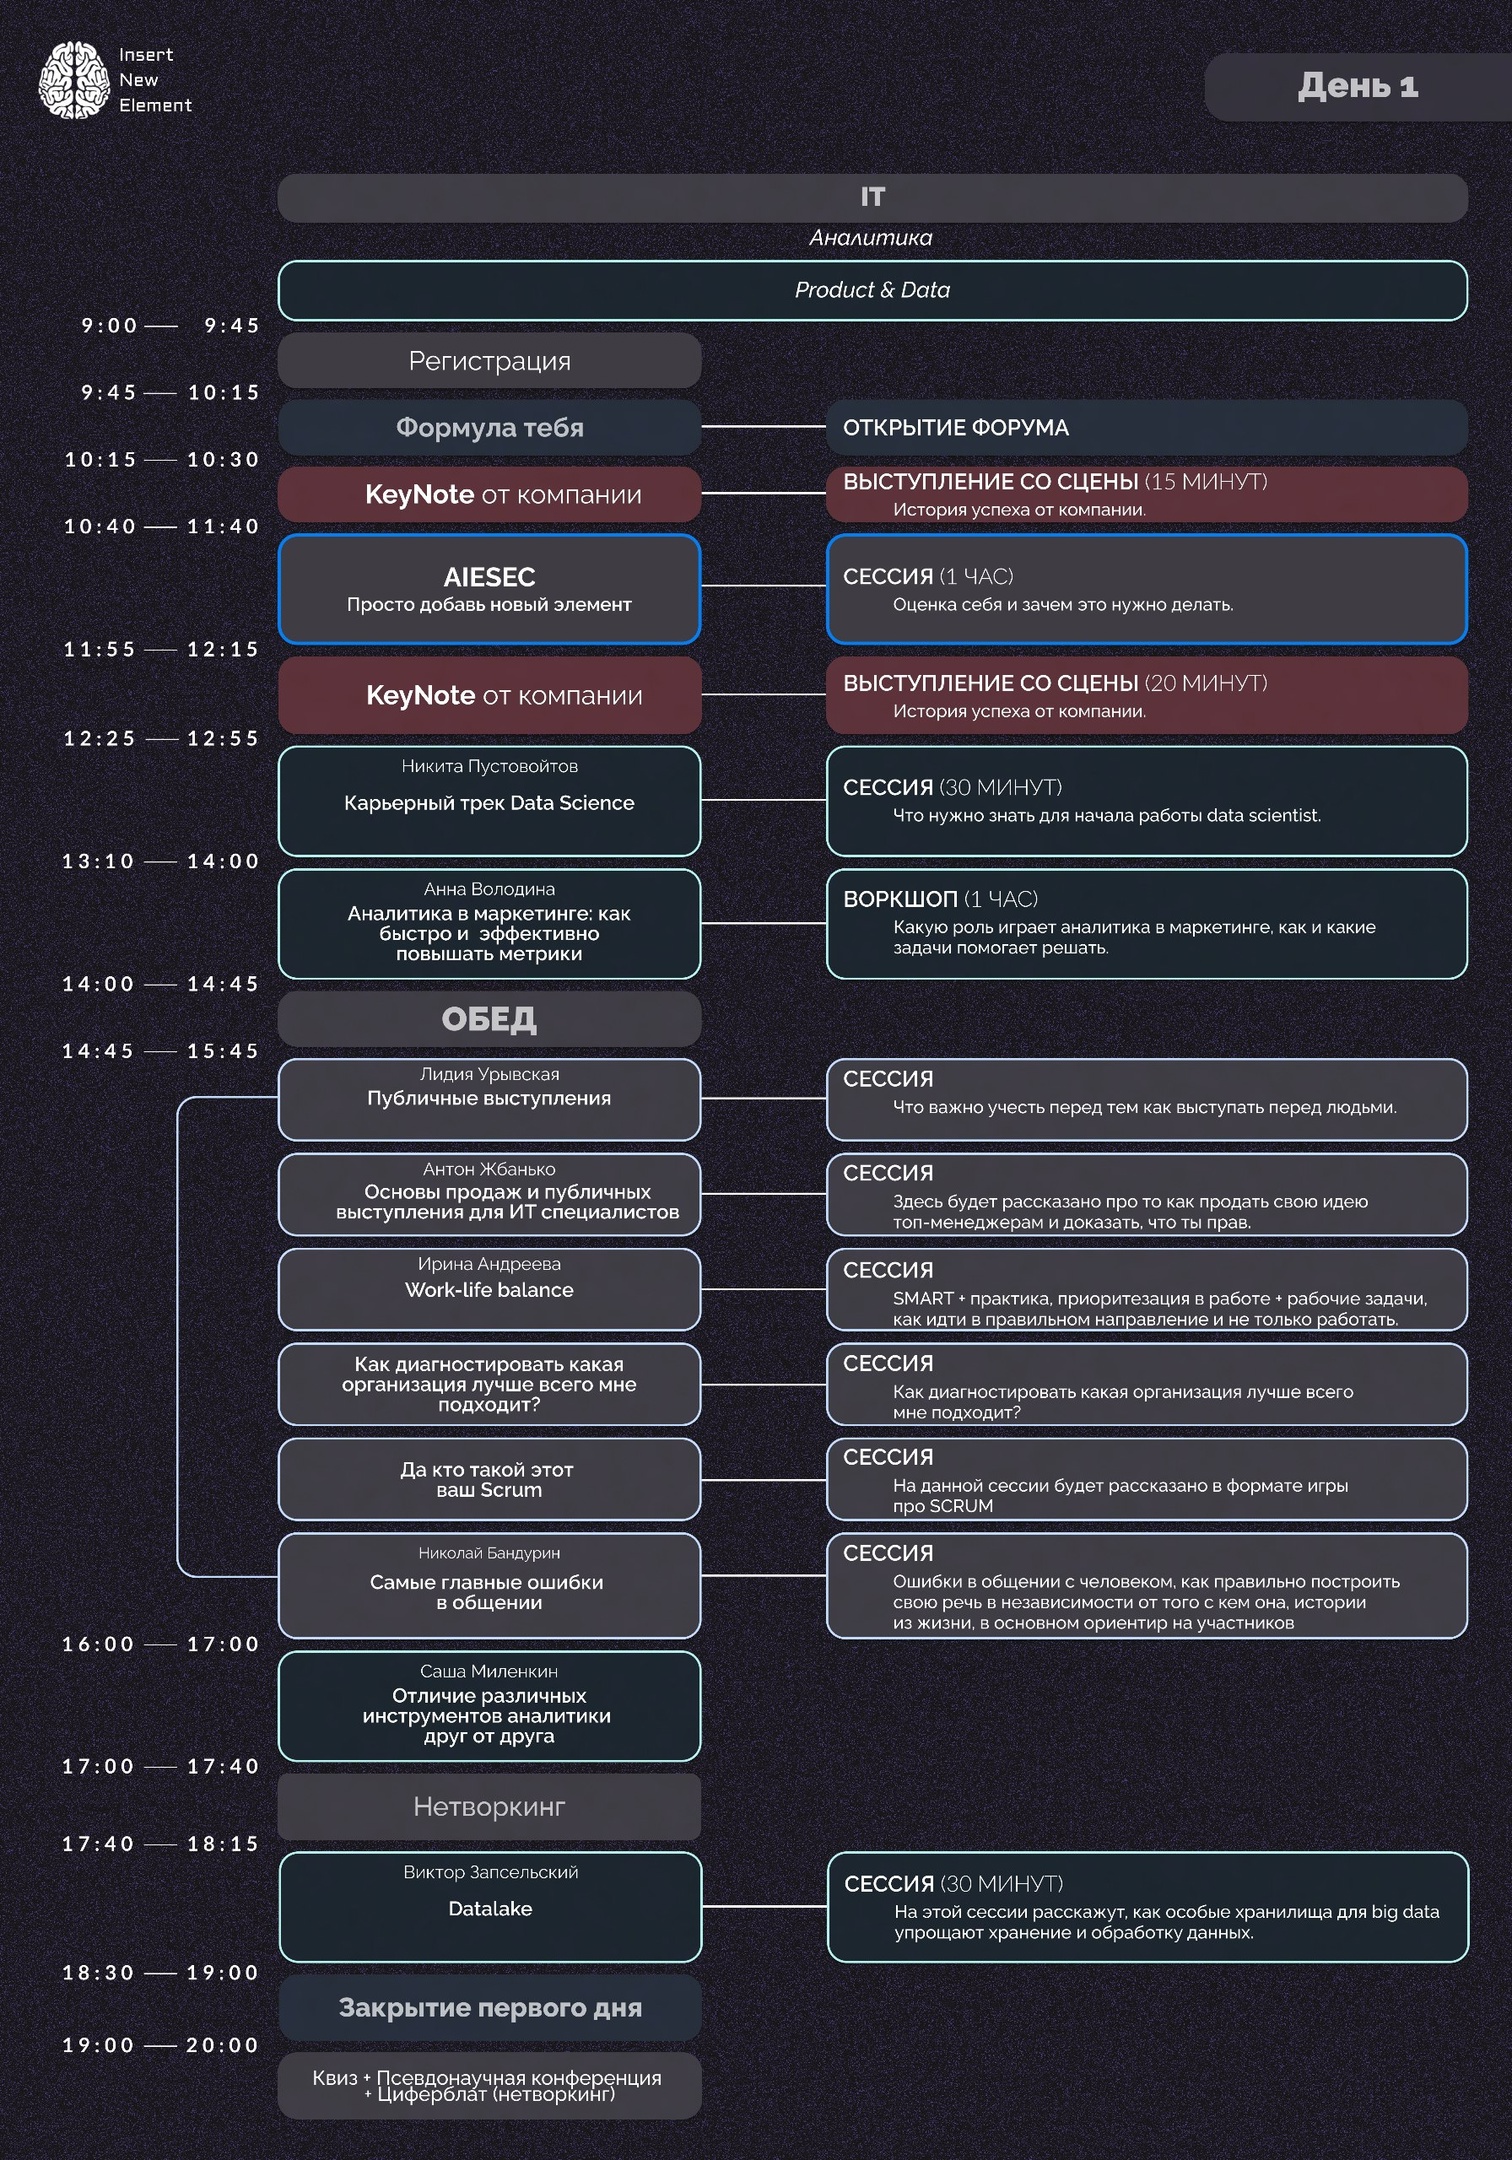 Insert
New
Element
День 1
IT
Аналитика
Product & Data
9:00 — 9:45
Регистрация
9:45 — 10:15
Формула тебя
ОТКРЫТИЕ ФОРУМА
10:15 — 10:30
KeyNote от компании
ВЫСТУПЛЕНИЕ СО СЦЕНЫ (15 МИНУТ)
История успеха от компании.
10:40 — 11:40
AIESEC
Просто добавь новый элемент
СЕССИЯ (1 ЧАС)
Оценка себя и зачем это нужно делать.
11:55 — 12:15
KeyNote от компании
ВЫСТУПЛЕНИЕ СО СЦЕНЫ (20 МИНУТ)
История успеха от компании.
12:25 — 12:55
Никита Пустовойтов
Карьерный трек Data Science
СЕССИЯ (30 МИНУТ)
Что нужно знать для начала работы data scientist.
13:10 — 14:00
Анна Володина
Аналитика в маркетинге: как
быстро и эффективно
повышать метрики
ВОРКШОП (1 ЧАС)
Какую роль играет аналитика в маркетинге, как и какие
задачи помогает решать.
14:00 — 14:45
ОБЕД
14:45 — 15:45
Лидия Урывская
Публичные выступления
СЕССИЯ
Что важно учесть перед тем как выступать перед людьми.
Антон Жбанько
Основы продаж и публичных
выступления для ИТ специалистов
СЕССИЯ
Здесь будет рассказано про то как продать свою идею
топ-менеджерам и доказать, что ты прав.
Ирина Андреева
Work-life balance
СЕССИЯ
SMART + практика, приоритезация в работе + рабочие задачи,
как идти в правильном направление и не только работать.
Как диагностировать какая
организация лучше всего мне
подходит?
СЕССИЯ
Как диагностировать какая организация лучше всего
мне подходит?
Да кто такой этот
ваш Scrum
СЕССИЯ
На данной сессии будет рассказано в формате игры
про SCRUM
Николай Бандурин
Самые главные ошибки
в общении
СЕССИЯ
Ошибки в общении с человеком, как правильно построить
свою речь в независимости от того с кем она, истории
из жизни, в основном ориентир на участников
16:00 — 17:00
Саша Миленкин
Отличие различных
инструментов аналитики
друг от друга
17:00 — 17:40
Нетворкинг
17:40 — 18:15
Виктор Запсельский
Datalake
СЕССИЯ (30 МИНУТ)
На этой сессии расскажут, как особые хранилища для big data
упрощают хранение и обработку данных.
18:30 — 19:00
Закрытие первого дня
19:00 — 20:00
Квиз + Псевдонаучная конференция
+ Циферблат (нетворкинг)